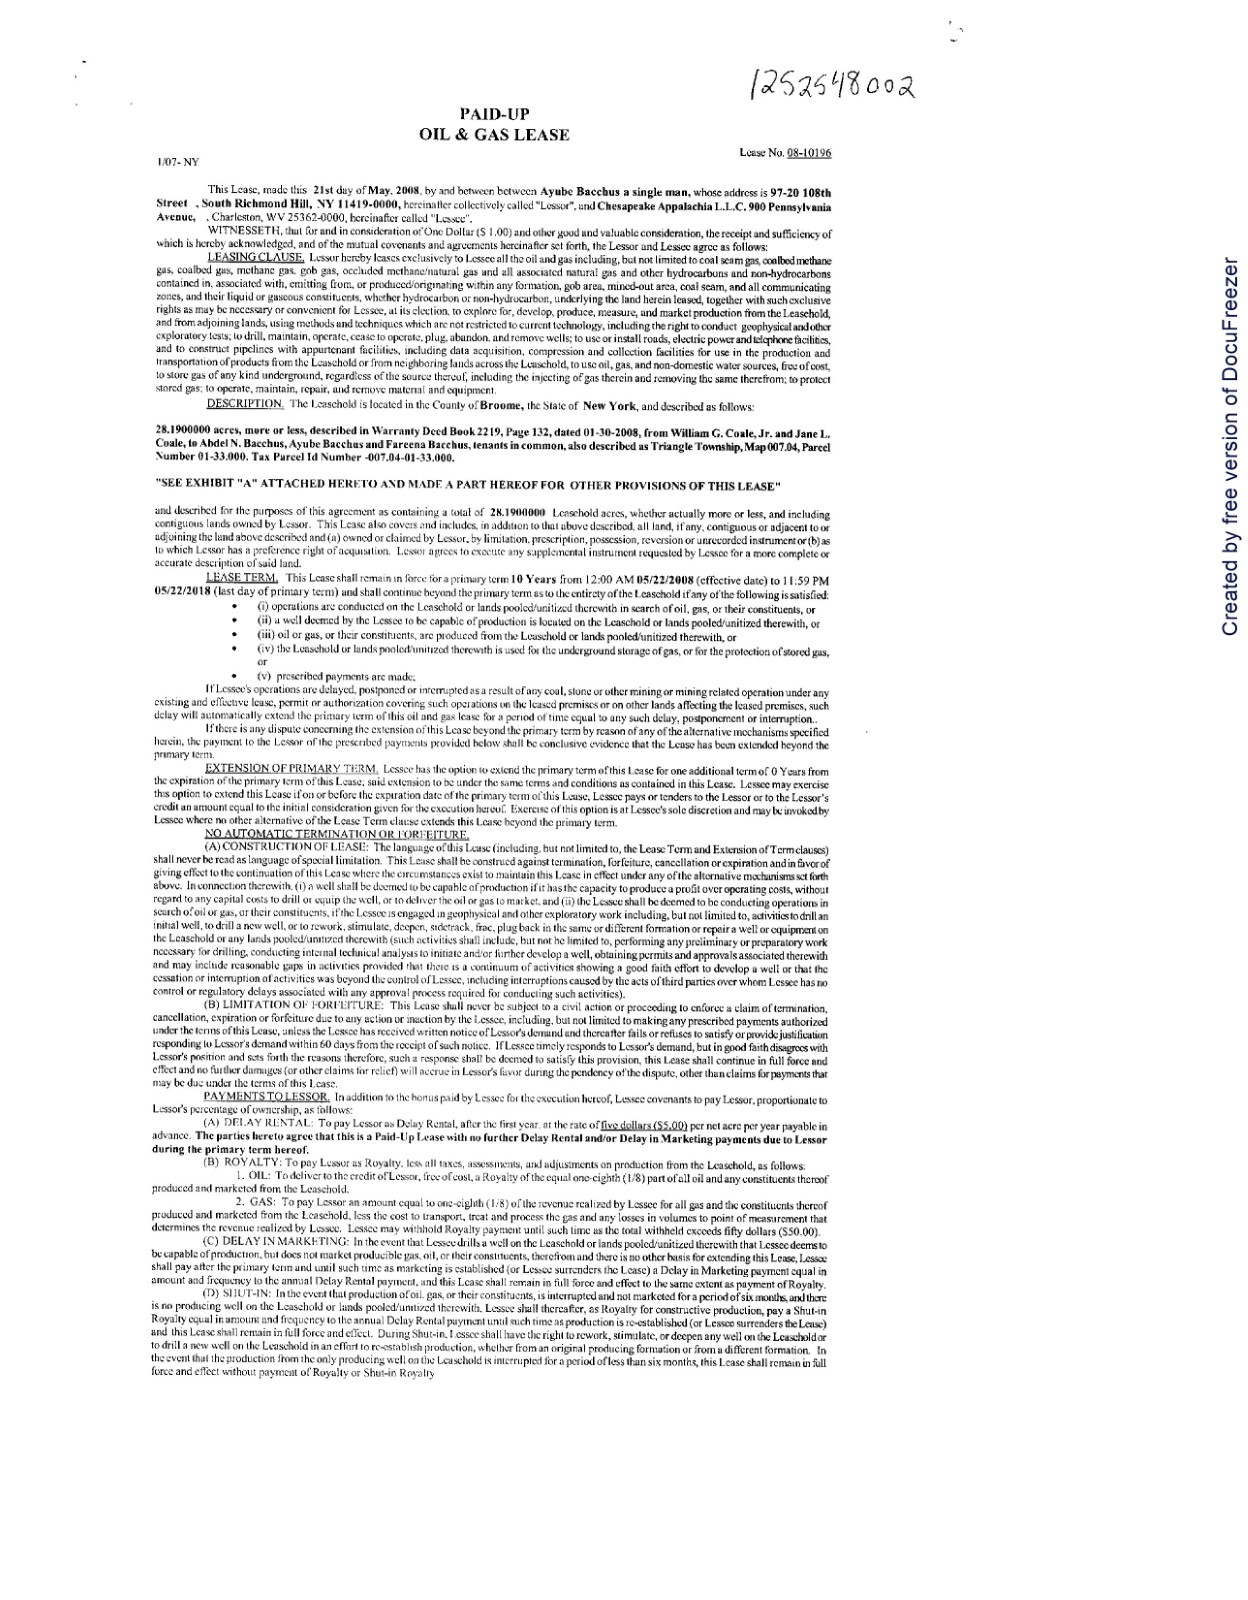 1252548002
PAID-UP
OIL & GAS LEASE
Lease No. 08-10196
1/07- NY
This Lease, made this 21st day of May, 2008, by and between between Ayube Bacchus a single man, whose address is 97-20 108th
Street , South Richmond Hill, NY 11419-0000, hereinafter collectively called "Lessor", and Chesapeake Appalachia L.L.C. 900 Pennsylvania
Avenue, , Charleston, WV 25362-0000, hereinafter called "Lessee".
WITNESSETH, that for and in consideration of One Dollar ($ 1.00) and other good and valuable consideration, the receipt and sufficiency of
which is hereby acknowledged, and of the mutual covenants and agreements hereinafter set forth, the Lessor and Lessee agree as follows:
LEASING CLAUSE. Lessor hereby leases exclusively to Lessee all the oil and gas including, but not limited to coal seam gas, coalbed methane
gas, coalbed gas, methane gas, gob gas, occluded methane/natural gas and all associated natural gas and other hydrocarbons and non-hydrocarbons
contained in, associated with, emitting from, or produced/originating within any formation, gob area, mined-out area, coal seam, and all communicating
zones, and their liquid or gaseous constituents, whether hydrocarbon or non-hydrocarbon, underlying the land herein leased, together with such exclusive
rights as may be necessary or convenient for Lessee, at its election, to explore for, develop, produce, measure, and market production from the Leasehold,
and from adjoining lands, using methods and techniques which are not restricted to current technology, including the right to conduct geophysical and other
exploratory tests; to drill, maintain, operate, cease to operate, plug, abandon, and remove wells; to use or install roads, electric power and telephone facilities,
and to construct pipelines with appurtenant facilities, including data acquisition, compression and collection facilities for use in the production and
transportation of products from the Leasehold or from neighboring lands across the Leasehold, to use oil, gas, and non-domestic water sources, free of cost,
to store gas of any kind underground, regardless of the source thereof, including the injecting of gas therein and removing the same therefrom; to protect
stored gas; to operate, maintain, repair, and remove material and equipment.
DESCRIPTION. The Leasehold is located in the County of Broome, the State of New York, and described as follows:
28.1900000 acres, more or less, described in Warranty Deed Book 2219, Page 132, dated 01-30-2008, from William G. Coale, Jr. and Jane L.
Coale, to Abdel N. Bacchus, Ayube Bacchus and Fareena Bacchus, tenants in common, also described as Triangle Township, Map 007.04, Parcel
Number 01-33.000. Tax Parcel Id Number -007.04-01-33.000.
"SEE EXHIBIT "A" ATTACHED HERETO AND MADE A PART HEREOF FOR OTHER PROVISIONS OF THIS LEASE"
and described for the purposes of this agreement as containing a total of 28.1900000 Leasehold acres, whether actually more or less, and including
contiguous lands owned by Lessor. This Lease also covers and includes, in addition to that above described, all land, if any, contiguous or adjacent to or
adjoining the land above described and (a) owned or claimed by Lessor, by limitation, prescription, possession, reversion or unrecorded instrument or (b) as
to which Lessor has a preference right of acquisition. Lessor agrees to execute any supplemental instrument requested by Lessee for a more complete or
accurate description of said land.
LEASE TERM. This Lease shall remain in force for a primary term 10 Years from 12:00 AM 05/22/2008 (effective date) to 11:59 PM
05/22/2018 (last day of primary term) and shall continue beyond the primary term as to the entirety of the Leasehold if any of the following is satisfied:
• (i) operations are conducted on the Leasehold or lands pooled/unitized therewith in search of oil, gas, or their constituents, or
• (ii) a well deemed by the Lessee to be capable of production is located on the Leasehold or lands pooled/unitized therewith, or
• (iii) oil or gas, or their constituents, are produced from the Leasehold or lands pooled/unitized therewith, or
• (iv) the Leasehold or lands pooled/unitized therewith is used for the underground storage of gas, or for the protection of stored gas,
or
• (v) prescribed payments are made;
If Lessee's operations are delayed, postponed or interrupted as a result of any coal, stone or other mining or mining related operation under any
existing and effective lease, permit or authorization covering such operations on the leased premises or on other lands affecting the leased premises, such
delay will automatically extend the primary term of this oil and gas lease for a period of time equal to any such delay, postponement or interruption..
If there is any dispute concerning the extension of this Lease beyond the primary term by reason of any of the alternative mechanisms specified
herein, the payment to the Lessor of the prescribed payments provided below shall be conclusive evidence that the Lease has been extended beyond the
primary term.
EXTENSION OF PRIMARY TERM. Lessee has the option to extend the primary term of this Lease for one additional term of 0 Years from
the expiration of the primary term of this Lease; said extension to be under the same terms and conditions as contained in this Lease. Lessee may exercise
this option to extend this Lease if on or before the expiration date of the primary term of this Lease, Lessee pays or tenders to the Lessor or to the Lessor's
credit an amount equal to the initial consideration given for the execution hereof. Exercise of this option is at Lessee's sole discretion and may be invoked by
Lessee where no other alternative of the Lease Term clause extends this Lease beyond the primary term.
NO AUTOMATIC TERMINATION OR FORFEITURE.
(A) CONSTRUCTION OF LEASE: The language of this Lease (including, but not limited to, the Lease Term and Extension of Term clauses)
shall never be read as language of special limitation. This Lease shall be construed against termination, forfeiture, cancellation or expiration and in favor of
giving effect to the continuation of this Lease where the circumstances exist to maintain this Lease in effect under any of the alternative mechanisms set forth
above. In connection therewith, (i) a well shall be deemed to be capable of production if it has the capacity to produce a profit over operating costs, without
regard to any capital costs to drill or equip the well, or to deliver the oil or gas to market, and (ii) the Lessee shall be deemed to be conducting operations in
search of oil or gas, or their constituents, if the Lessee is engaged in geophysical and other exploratory work including, but not limited to, activities to drill an
initial well, to drill a new well, or to rework, stimulate, deepen, sidetrack, frac, plug back in the same or different formation or repair a well or equipment on
the Leasehold or any lands pooled/unitized therewith (such activities shall include, but not be limited to, performing any preliminary or preparatory work
necessary for drilling, conducting internal technical analysis to initiate and/or further develop a well, obtaining permits and approvals associated therewith
and may include reasonable gaps in activities provided that there is a continuum of activities showing a good faith effort to develop a well or that the
cessation or interruption of activities was beyond the control of Lessee, including interruptions caused by the acts of third parties over whom Lessee has no
control or regulatory delays associated with any approval process required for conducting such activities).
(B) LIMITATION OF FORFEITURE: This Lease shall never be subject to a civil action or proceeding to enforce a claim of termination,
cancellation, expiration or forfeiture due to any action or inaction by the Lessee, including, but not limited to making any prescribed payments authorized
under the terms of this Lease, unless the Lessee has received written notice of Lessor's demand and thereafter fails or refuses to satisfy or provide justification
responding to Lessor's demand within 60 days from the receipt of such notice. If Lessee timely responds to Lessor's demand, but in good faith disagrees with
Lessor's position and sets forth the reasons therefore, such a response shall be deemed to satisfy this provision, this Lease shall continue in full force and
effect and no further damages (or other claims for relief) will accrue in Lessor's favor during the pendency of the dispute, other than claims for payments that
may be due under the terms of this Lease.
PAYMENTS TO LESSOR. In addition to the bonus paid by Lessee for the execution hereof, Lessee covenants to pay Lessor, proportionate to
Lessor's percentage of ownership, as follows:
(A) DELAY RENTAL: To pay Lessor as Delay Rental, after the first year, at the rate of five dollars ($5.00) per net acre per year payable in
advance. The parties hereto agree that this is a Paid-Up Lease with no further Delay Rental and/or Delay in Marketing payments due to Lessor
during the primary term hereof.
(B) ROYALTY: To pay Lessor as Royalty, less all taxes, assessments, and adjustments on production from the Leasehold, as follows:
1. OIL: To deliver to the credit of Lessor, free of cost, a Royalty of the equal one-eighth (1/8) part of all oil and any constituents thereof
produced and marketed from the Leasehold.
2. GAS: To pay Lessor an amount equal to one-eighth (1/8) of the revenue realized by Lessee for all gas and the constituents thereof
produced and marketed from the Leasehold, less the cost to transport, treat and process the gas and any losses in volumes to point of measurement that
determines the revenue realized by Lessee. Lessee may withhold Royalty payment until such time as the total withheld exceeds fifty dollars ($50.00).
(C) DELAY IN MARKETING: In the event that Lessee drills a well on the Leasehold or lands pooled/unitized therewith that Lessee deems to
be capable of production, but does not market producible gas, oil, or their constituents, therefrom and there is no other basis for extending this Lease, Lessee
shall pay after the primary term and until such time as marketing is established (or Lessee surrenders the Lease) a Delay in Marketing payment equal in
amount and frequency to the annual Delay Rental payment, and this Lease shall remain in full force and effect to the same extent as payment of Royalty.
(D) SHUT-IN: In the event that production of oil, gas, or their constituents, is interrupted and not marketed for a period of six months, and there
is no producing well on the Leasehold or lands pooled/unitized therewith, Lessee shall thereafter, as Royalty for constructive production, pay a Shut-in
Royalty equal in amount and frequency to the annual Delay Rental payment until such time as production is re-established (or Lessee surrenders the Lease)
and this Lease shall remain in full force and effect. During Shut-in, Lessee shall have the right to rework, stimulate, or deepen any well on the Leasehold or
to drill a new well on the Leasehold in an effort to re-establish production, whether from an original producing formation or from a different formation. In
the event that the production from the only producing well on the Leasehold is interrupted for a period of less than six months, this Lease shall remain in full
force and effect without payment of Royalty or Shut-in Royalty
Created by free version of DocuFreezer